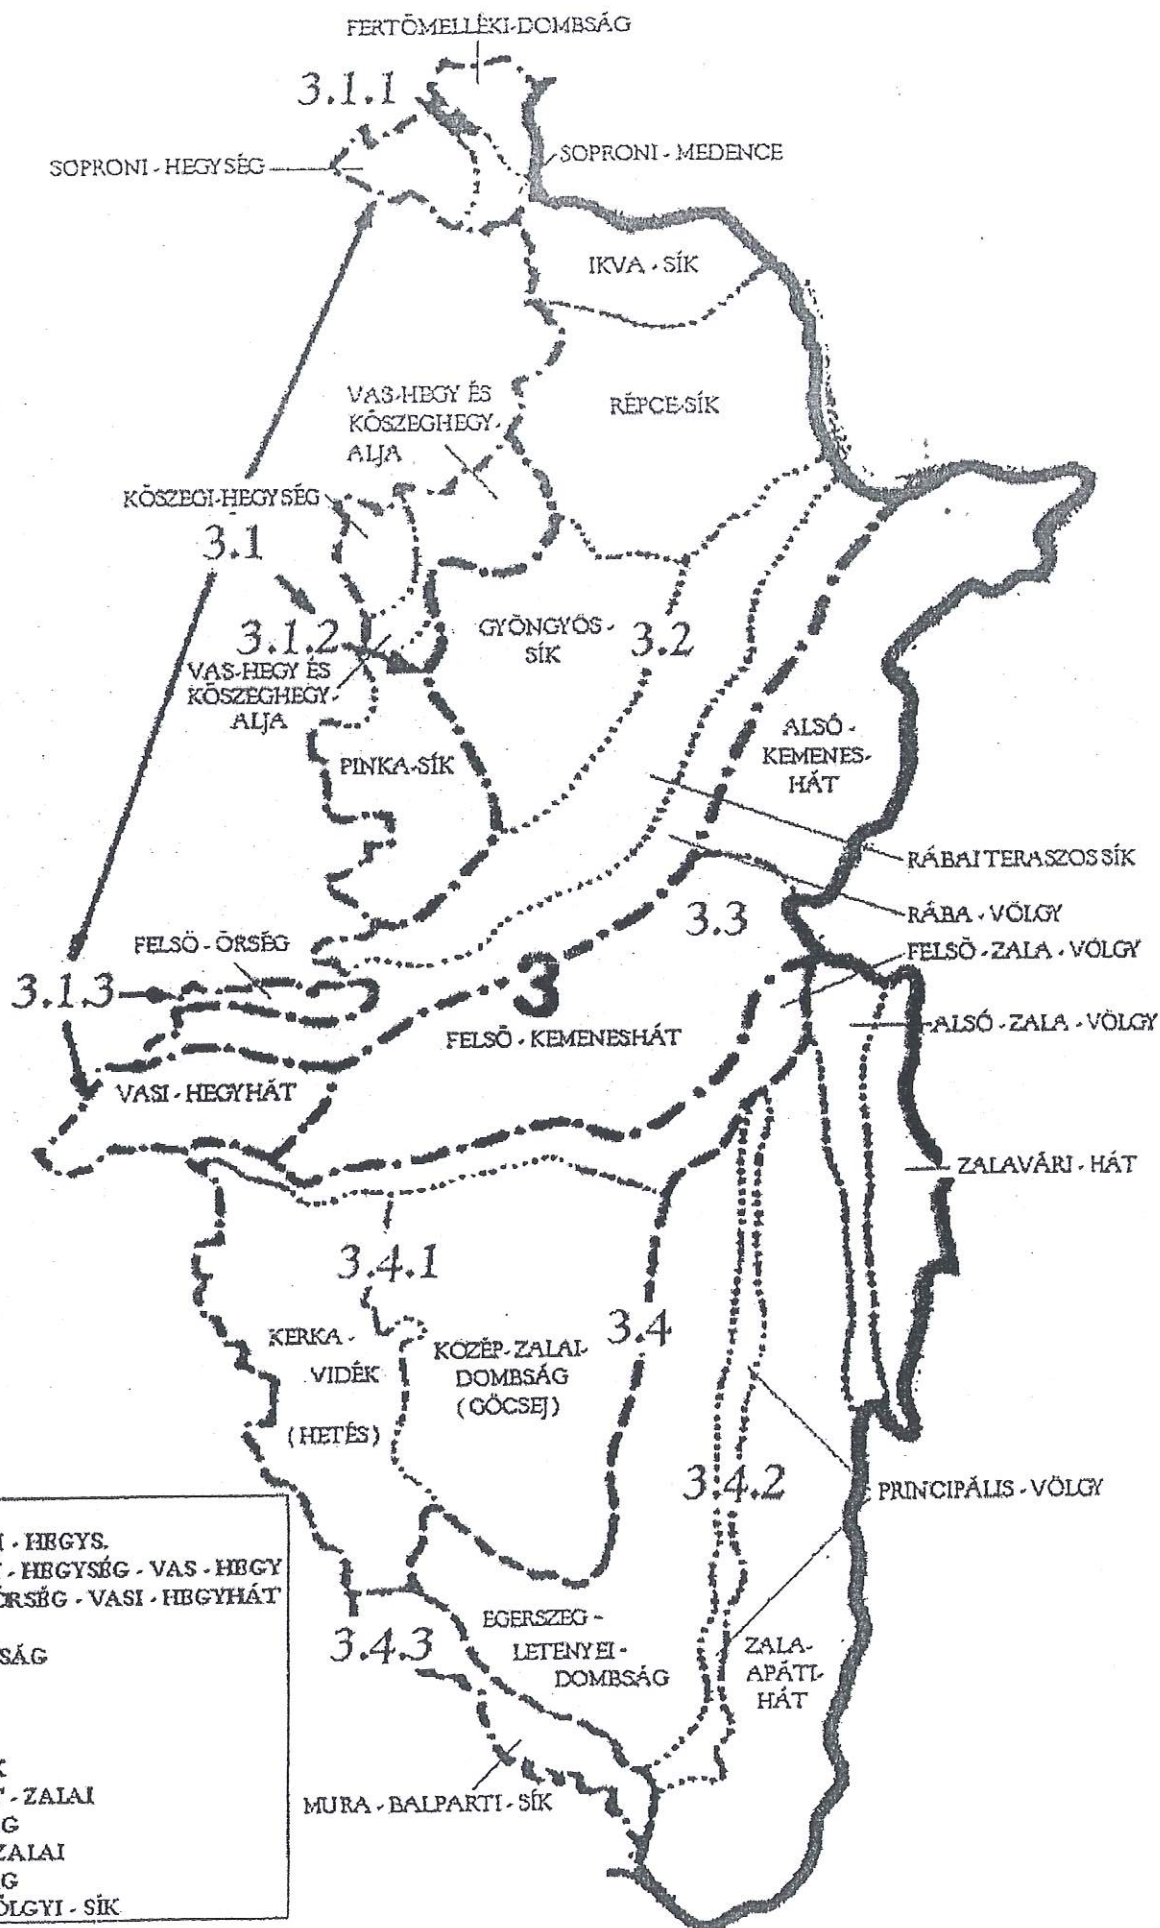 FERTŐMELLÉKI-DOMBSÁG
3.1.1
SOPRONI - HEGYSÉG
SOPRONI - MEDENCE
IKVA - SÍK
VAS-HEGY ÉS
KŐSZEGHEGY-
ALJA
RÉPCE-SÍK
KŐSZEGI-HEGYSÉG
3.1
3.1.2
GYÖNGYÖS-
SÍK
3.2
VAS-HEGY ÉS
KŐSZEGHEGY-
ALJA
PINKA-SÍK
ALSÓ -
KEMENES-
HÁT
RÁBAI TERASZOS SÍK
RÁBA - VÖLGY
3.3
FELSŐ - ŐRSÉG
FELSŐ - ZALA - VÖLGY
3.1.3
3
ALSÓ - ZALA - VÖLGY
FELSŐ - KEMENESHÁT
VASI - HEGYHÁT
ZALAVÁRI - HÁT
3.4.1
3.4
KERKA -
VIDÉK
(HETÉS)
KÖZÉP-ZALAI-
DOMBSÁG
(GÖCSEJ)
3.4.2
PRINCIPÁLIS - VÖLGY
EGERSZEG -
LETENYEI-
DOMBSÁG
3.4.3
ZALA-
APÁTI-
HÁT
MURA - BALPARTI - SÍK
I - HEGYS.
- HEGYSÉG - VAS - HEGY
ŐRSÉG - VASI - HEGYHÁT
SÁG
K
- ZALAI
G
ZALAI
G
ÖLGYI - SÍK